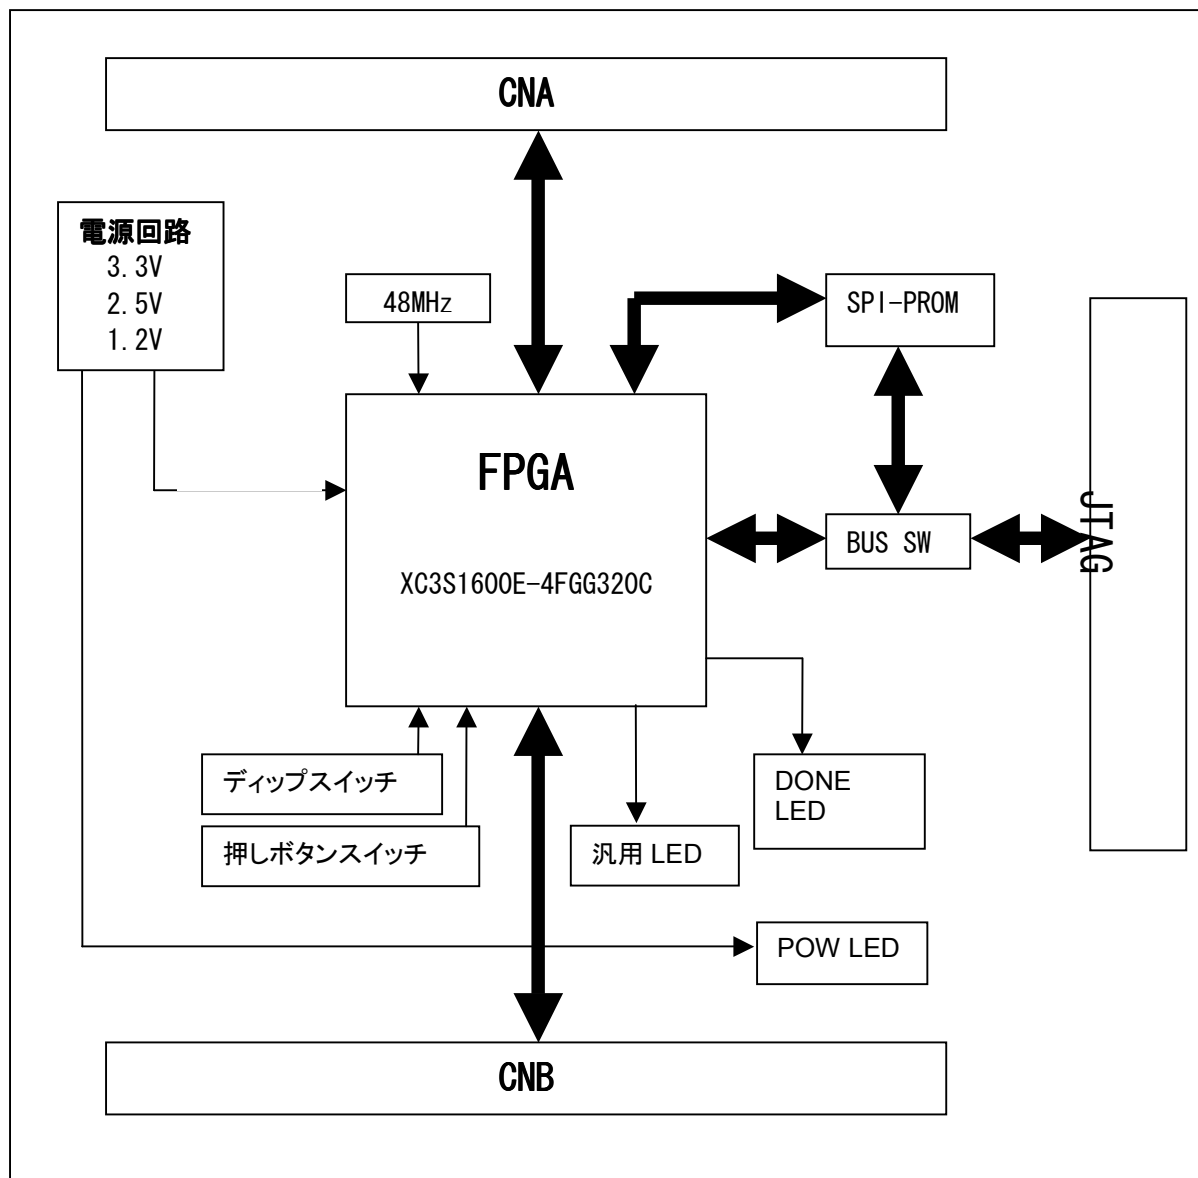 CNA
電源回路
3.3V
2.5V
1.2V
48MHz
SPI-PROM
FPGA
XC3S1600E-4FGG320C
BUS SW
JTAG
ディップスイッチ
押しボタンスイッチ
汎用 LED
DONE
LED
POW LED
CNB